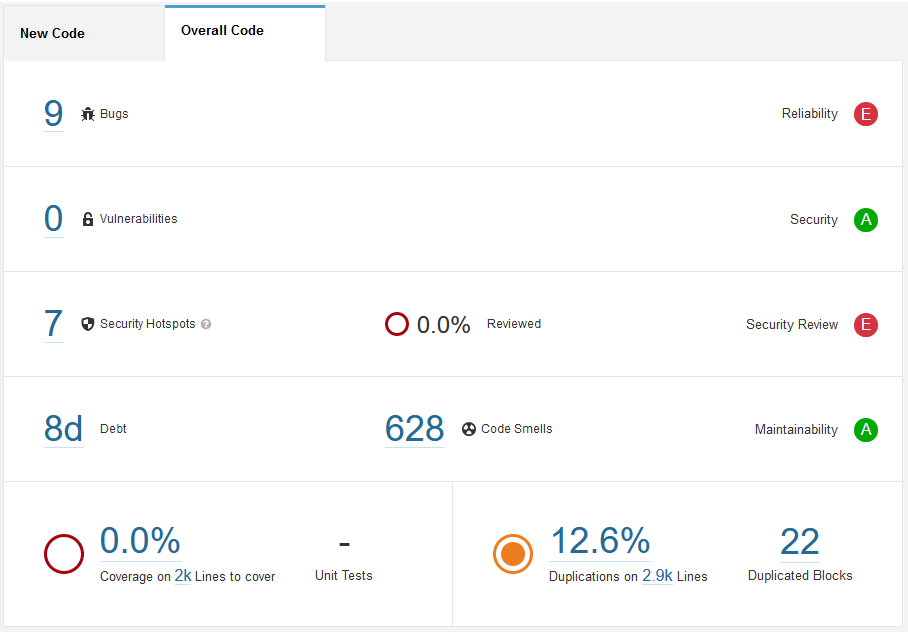 New Code
Overall Code
9 Bugs
Reliability E
0 Vulnerabilities
Security A
7 Security Hotspots ?
0.0% Reviewed
Security Review E
8d Debt
628 Code Smells
Maintainability A
0.0%
Coverage on 2k Lines to cover
-
Unit Tests
12.6%
Duplications on 2.9k Lines
22
Duplicated Blocks